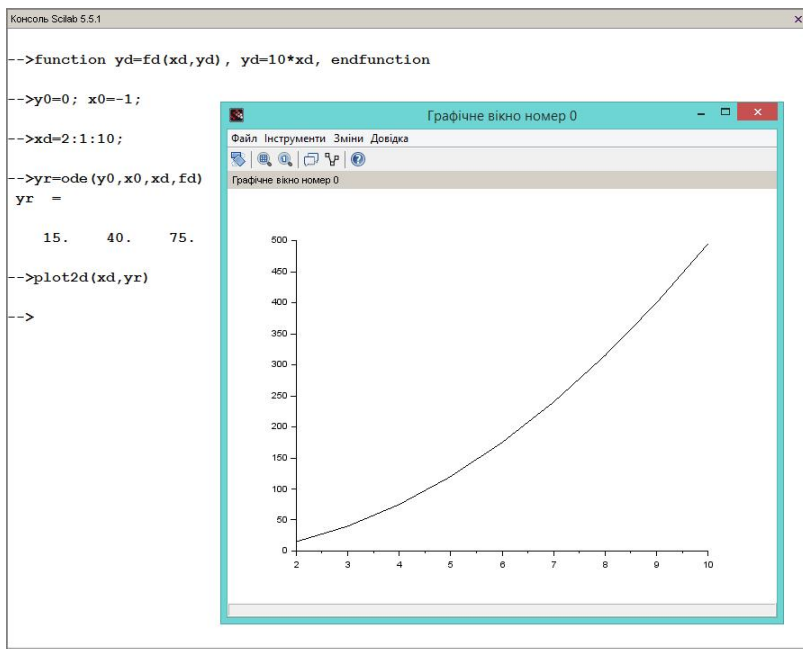 Консоль Scilab 5.5.1
-->function yd=fd(xd,yd), yd=10*xd, endfunction
-->y0=0; x0=-1;
-->xd=2:1:10;
-->yr=ode(y0,x0,xd,fd)
yr =
15. 40. 75.
-->plot2d(xd,yr)
-->
Графічне вікно номер 0
Файл Інструменти Зміни Довідка
Графічне вікно номер 0
500
450
400
350
300
250
200
150
100
50
0
2 3 4 5 6 7 8 9 10